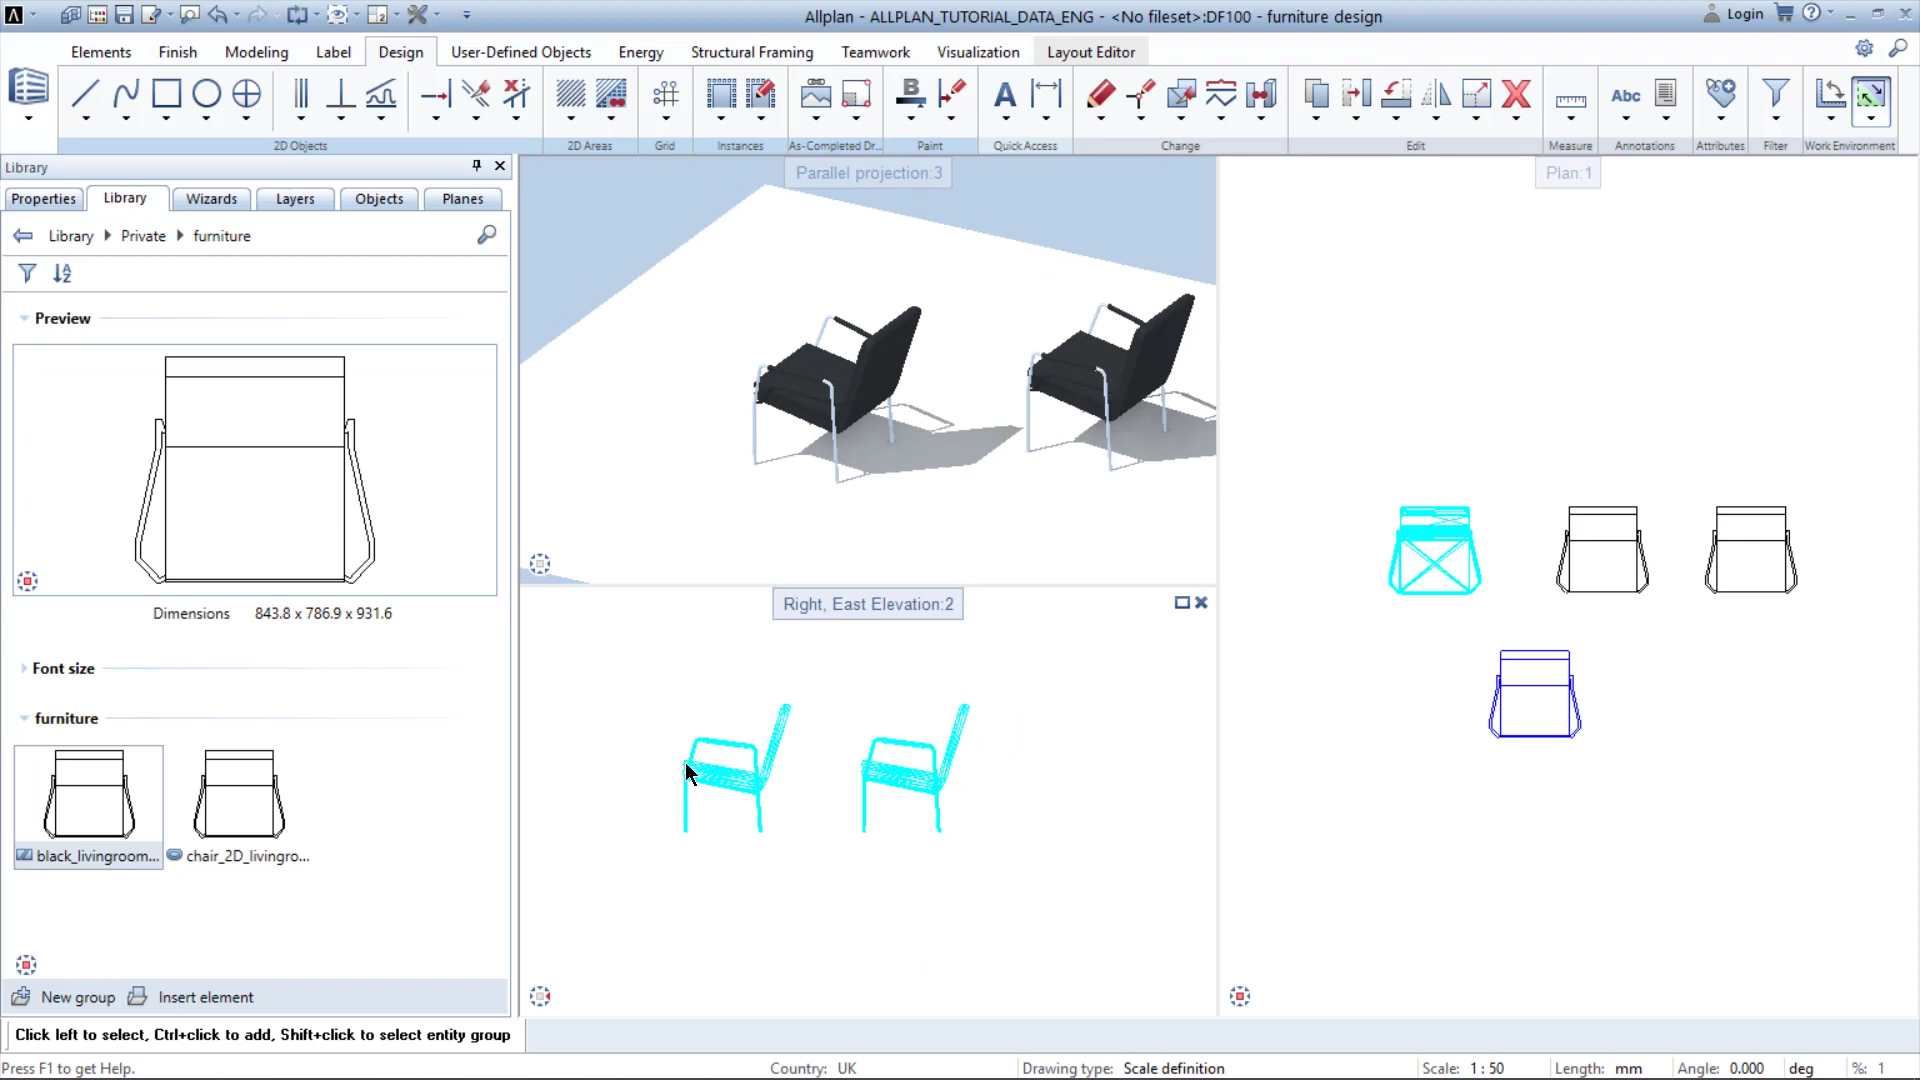 Allplan - ALLPLAN_TUTORIAL_DATA_ENG - <No fileset>:DF100 - furniture design
Login
Elements Finish Modeling Label Design User-Defined Objects Energy Structural Framing Teamwork Visualization Layout Editor
B A Abc
2D Objects 2D Areas Grid Instances As-Completed Dr... Paint Quick Access Change Edit Measure Annotations Attributes Filter Work Environment
Library
Properties Library Wizards Layers Objects Planes
Library Private furniture
Preview
Dimensions 843.8 x 786.9 x 931.6
Font size
furniture
black_livingroom... chair_2D_livingro...
New group Insert element
Parallel projection:3
Plan:1
Right, East Elevation:2
Click left to select, Ctrl+click to add, Shift+click to select entity group
Press F1 to get Help. Country: UK Drawing type: Scale definition Scale: 1 : 50 Length: mm Angle: 0.000 deg %: 1